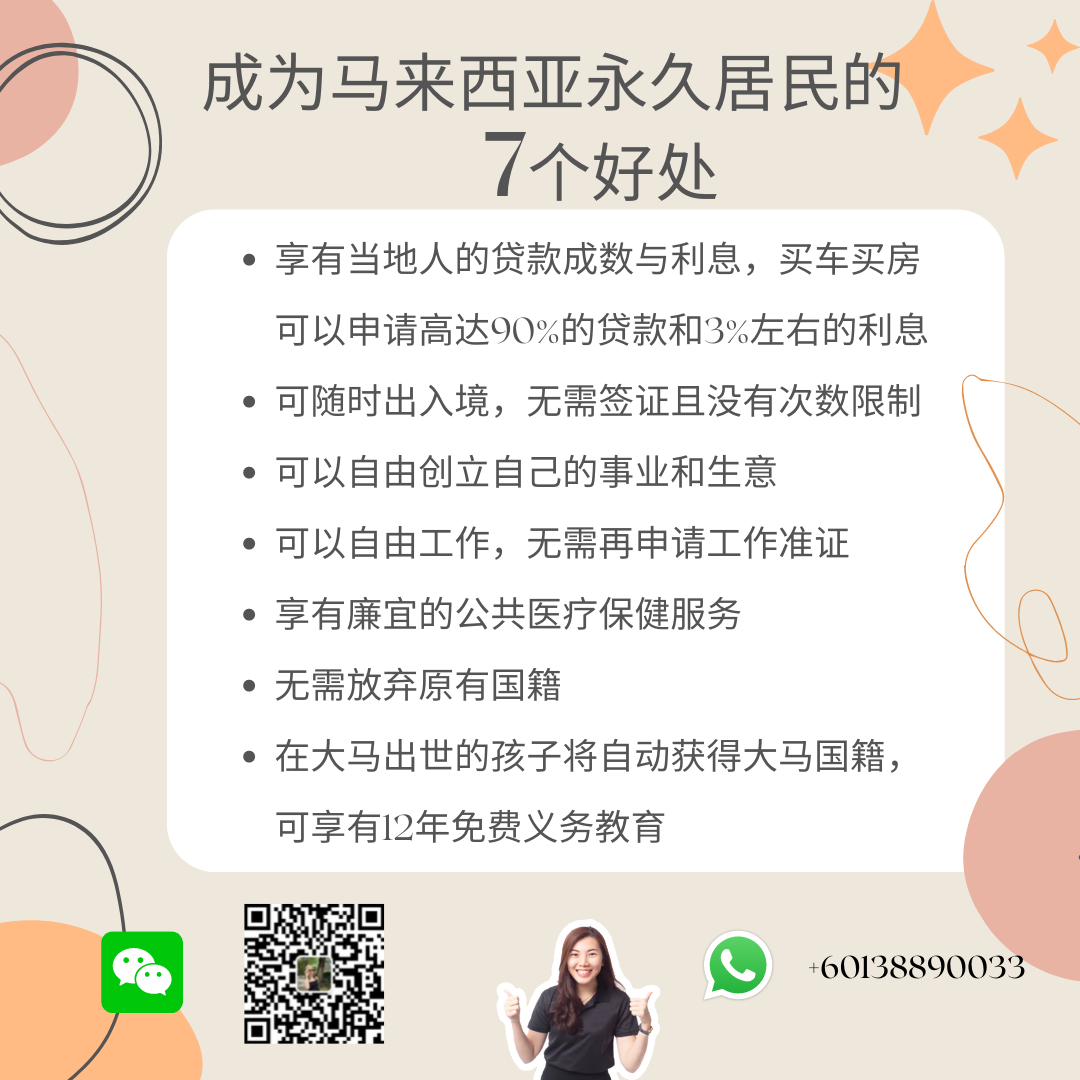 成为马来西亚永久居民的
7个好处
• 享有当地人的贷款成数与利息，买车买房
可以申请高达90%的贷款和3%左右的利息
• 可随时出入境，无需签证且没有次数限制
• 可以自由创立自己的事业和生意
• 可以自由工作，无需再申请工作准证
• 享有廉宜的公共医疗保健服务
• 无需放弃原有国籍
• 在大马出世的孩子将自动获得大马国籍，
可享有12年免费义务教育
+60138890033